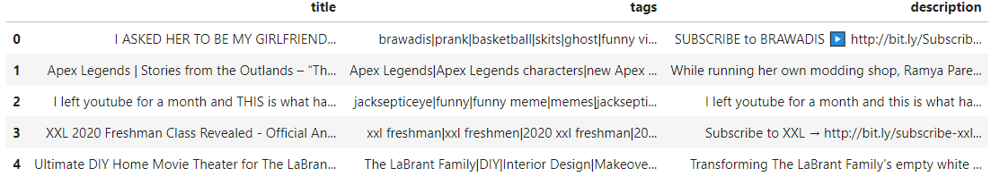 title tags description
0 I ASKED HER TO BE MY GIRLFRIEND... brawadis|prank|basketball|skits|ghost|funny vi... SUBSCRIBE to BRAWADIS ▶️ http://bit.ly/Subscrib...
1 Apex Legends | Stories from the Outlands – “Th... Apex Legends|Apex Legends characters|new Apex ... While running her own modding shop, Ramya Pare...
2 I left youtube for a month and THIS is what ha... jacksepticeye|funny|funny meme|memes|jacksepti... I left youtube for a month and this is what ha...
3 XXL 2020 Freshman Class Revealed - Official An... xxl freshman|xxl freshmen|2020 xxl freshman|20... Subscribe to XXL → http://bit.ly/subscribe-xxl...
4 Ultimate DIY Home Movie Theater for The LaBran... The LaBrant Family|DIY|Interior Design|Makeove... Transforming The LaBrant Family's empty white ...